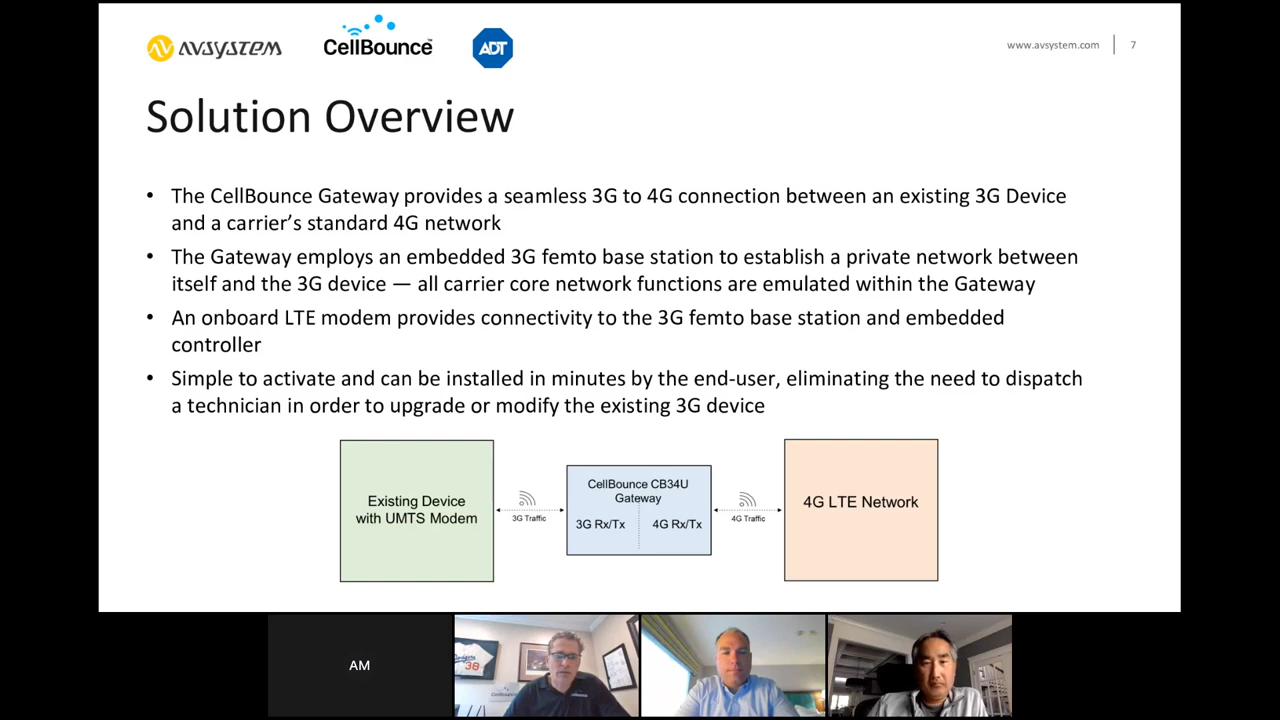 AVSYSTEM
CellBounce™
ADT
www.avsystem.com
7
Solution Overview
• The CellBounce Gateway provides a seamless 3G to 4G connection between an existing 3G Device
and a carrier’s standard 4G network
• The Gateway employs an embedded 3G femto base station to establish a private network between
itself and the 3G device — all carrier core network functions are emulated within the Gateway
• An onboard LTE modem provides connectivity to the 3G femto base station and embedded
controller
• Simple to activate and can be installed in minutes by the end-user, eliminating the need to dispatch
a technician in order to upgrade or modify the existing 3G device
Existing Device
with UMTS Modem
3G Traffic
CellBounce CB34U
Gateway
3G Rx/Tx
4G Rx/Tx
4G Traffic
4G LTE Network
AM
Dodgers
38
CellBounce